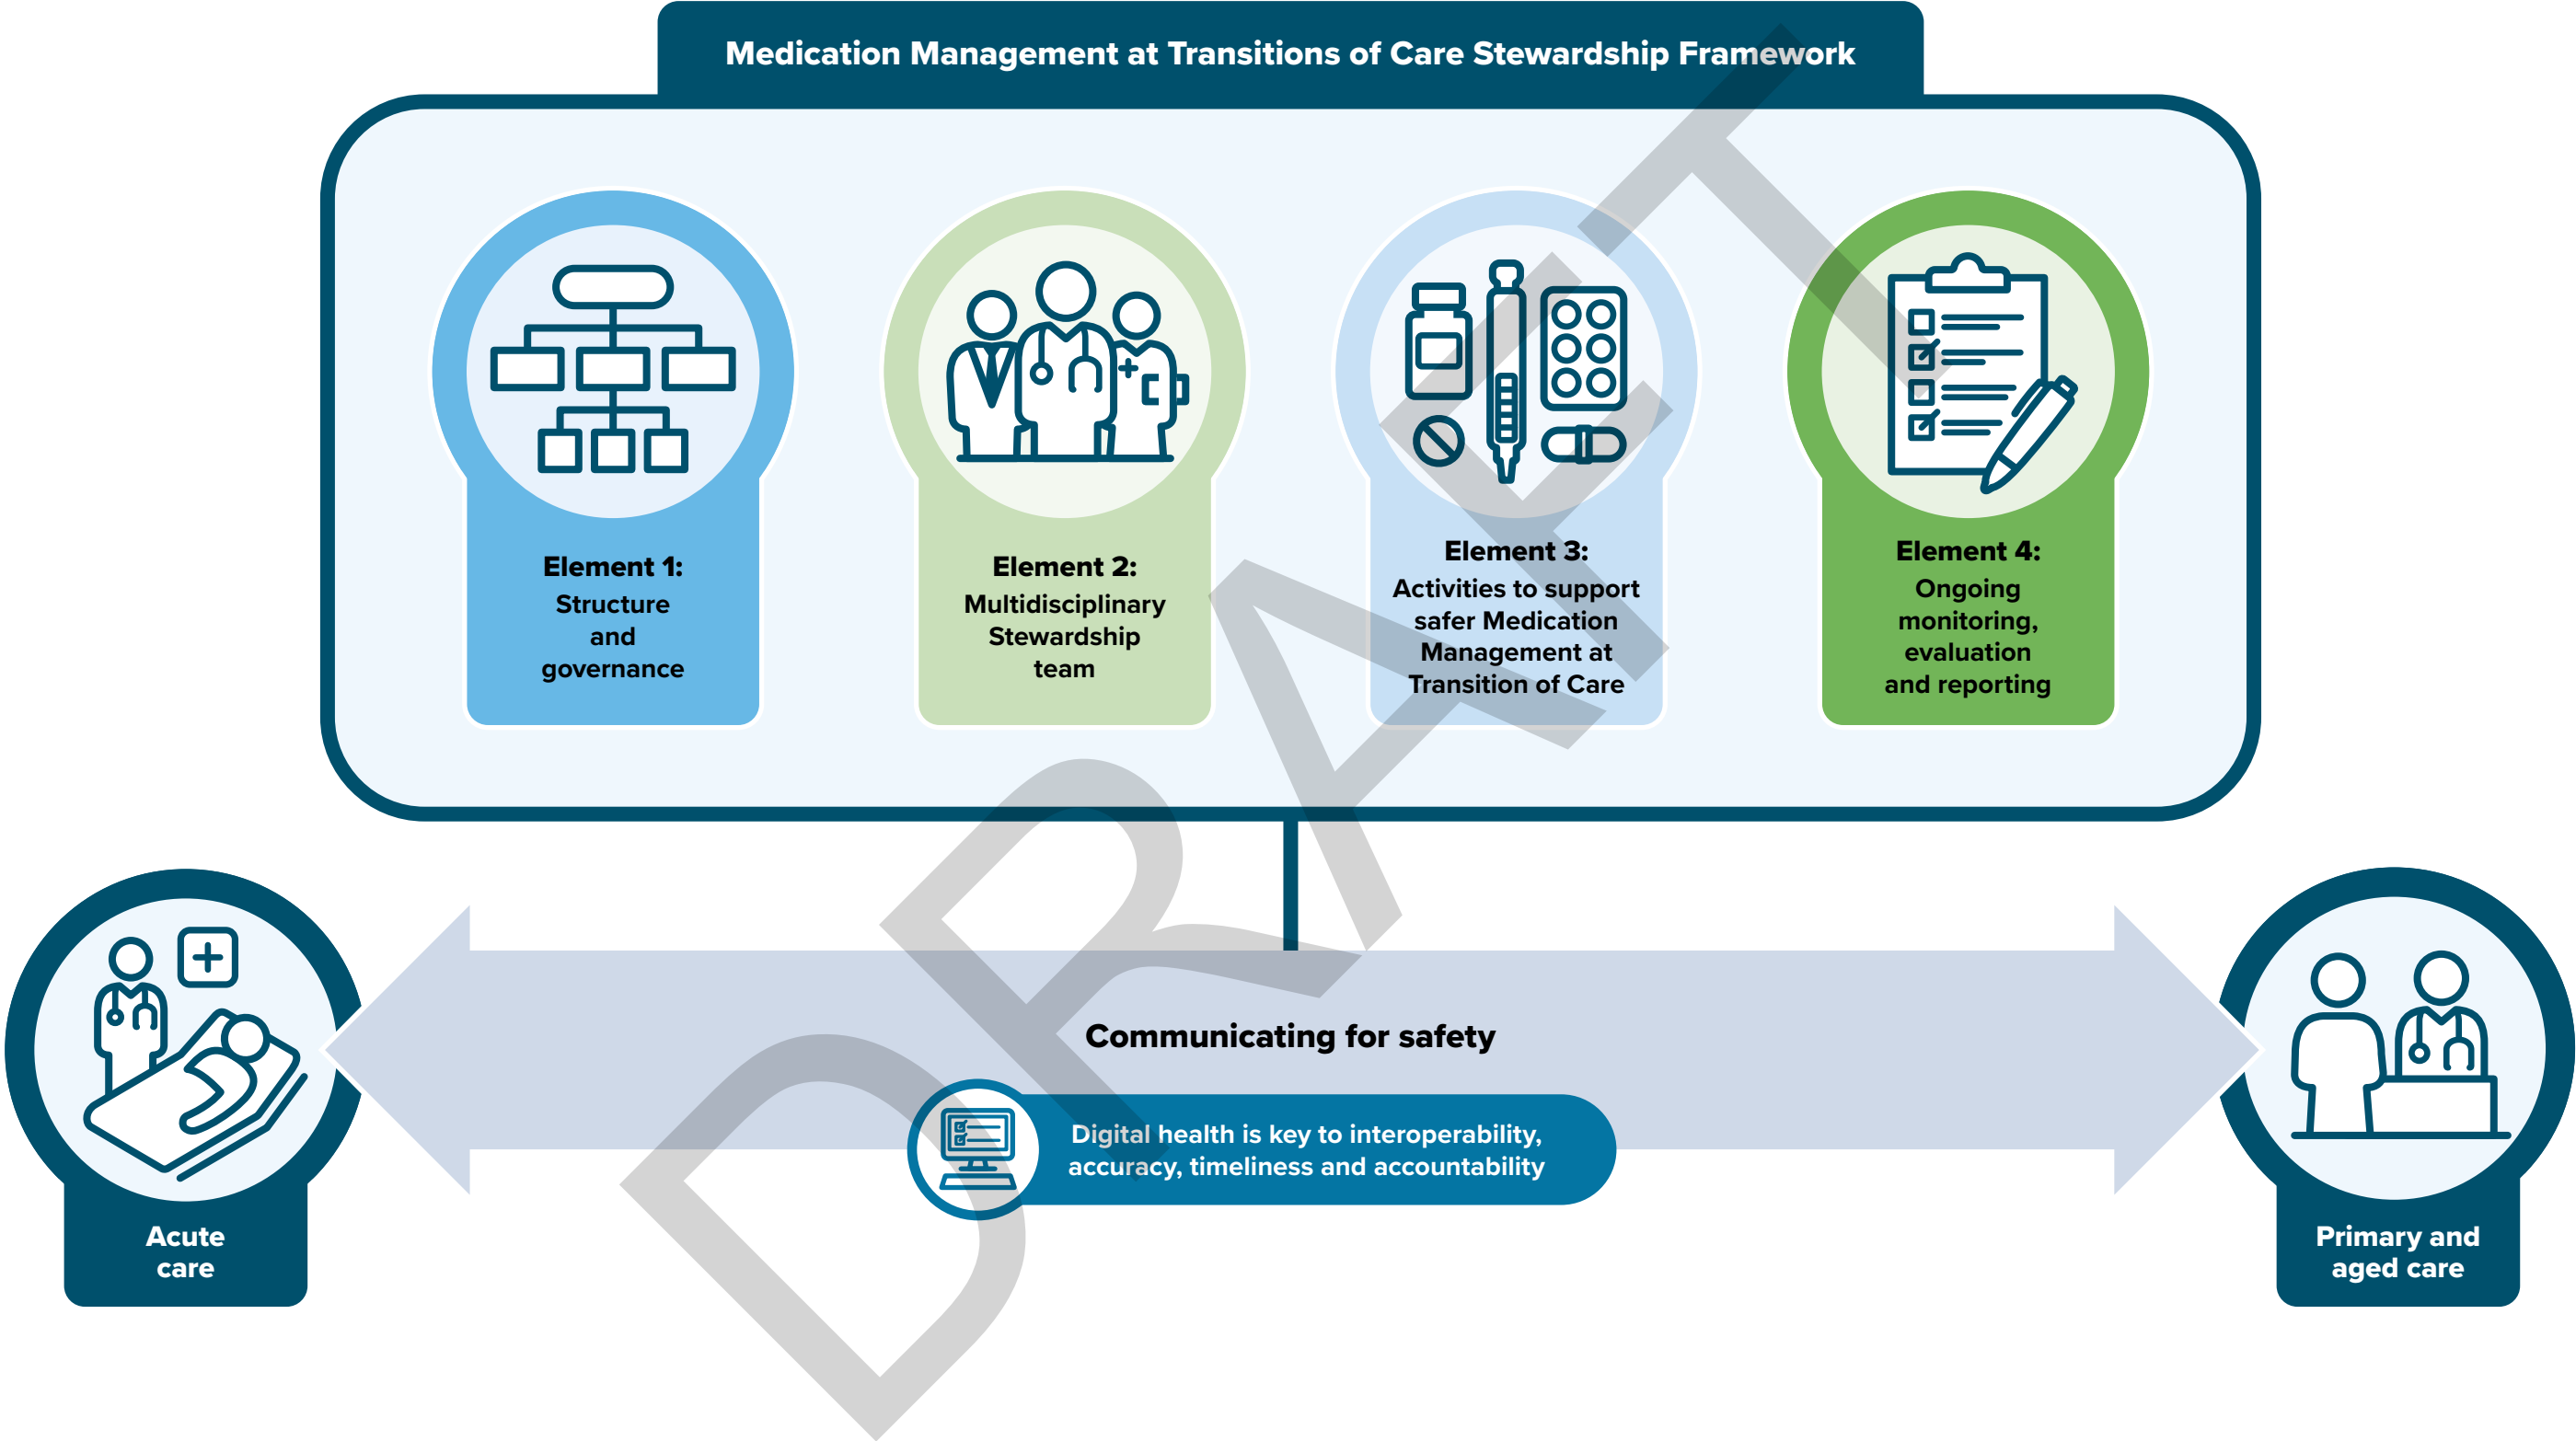 Medication Management at Transitions of Care Stewardship Framework
Element 1:
Structure
and
governance
Element 2:
Multidisciplinary
Stewardship
team
Element 3:
Activities to support
safer Medication
Management at
Transition of Care
Element 4:
Ongoing
monitoring,
evaluation
and reporting
Communicating for safety
Digital health is key to interoperability,
accuracy, timeliness and accountability
Acute
care
Primary and
aged care
DRAFT